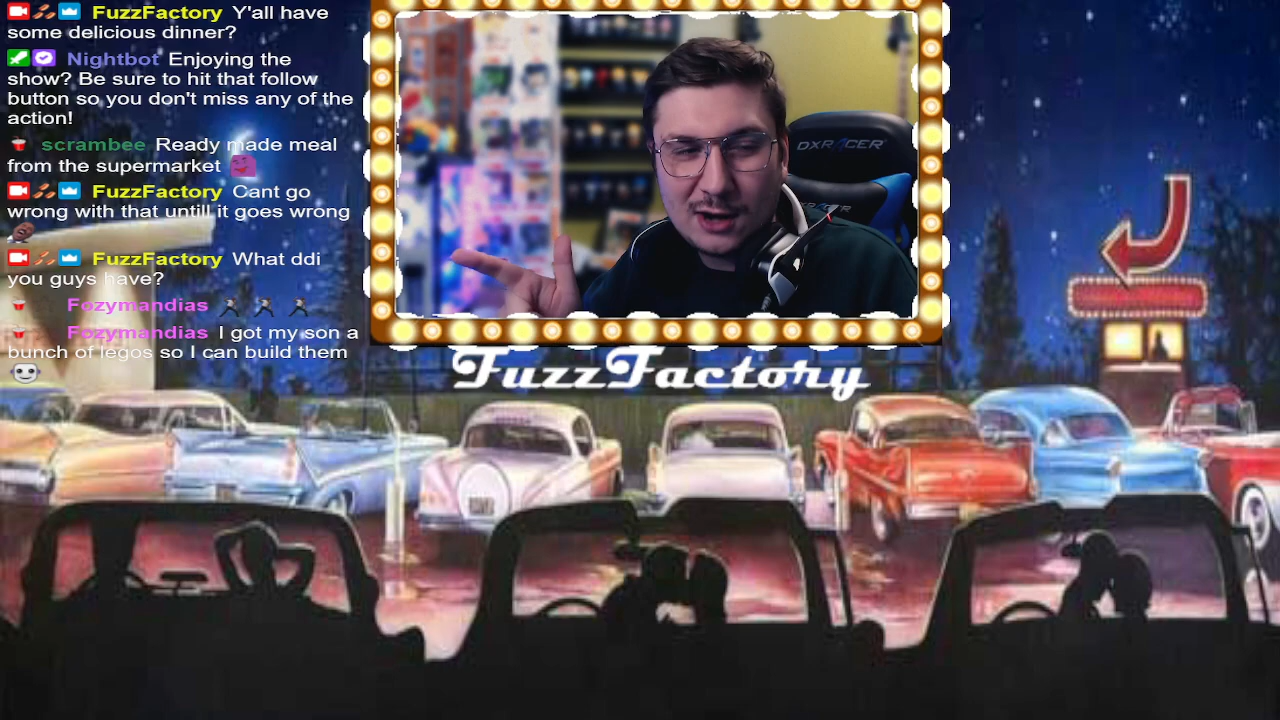 FuzzFactory Y'all have
some delicious dinner?
Nightbot Enjoying the
show? Be sure to hit that follow
button so you don't miss any of the
action!
scrambee Ready made meal
from the supermarket
FuzzFactory Cant go
wrong with that untill it goes wrong
FuzzFactory What ddi
you guys have?
Fozymandias
Fozymandias I got my son a
bunch of legos so I can build them
DXRACER
FuzzFactory